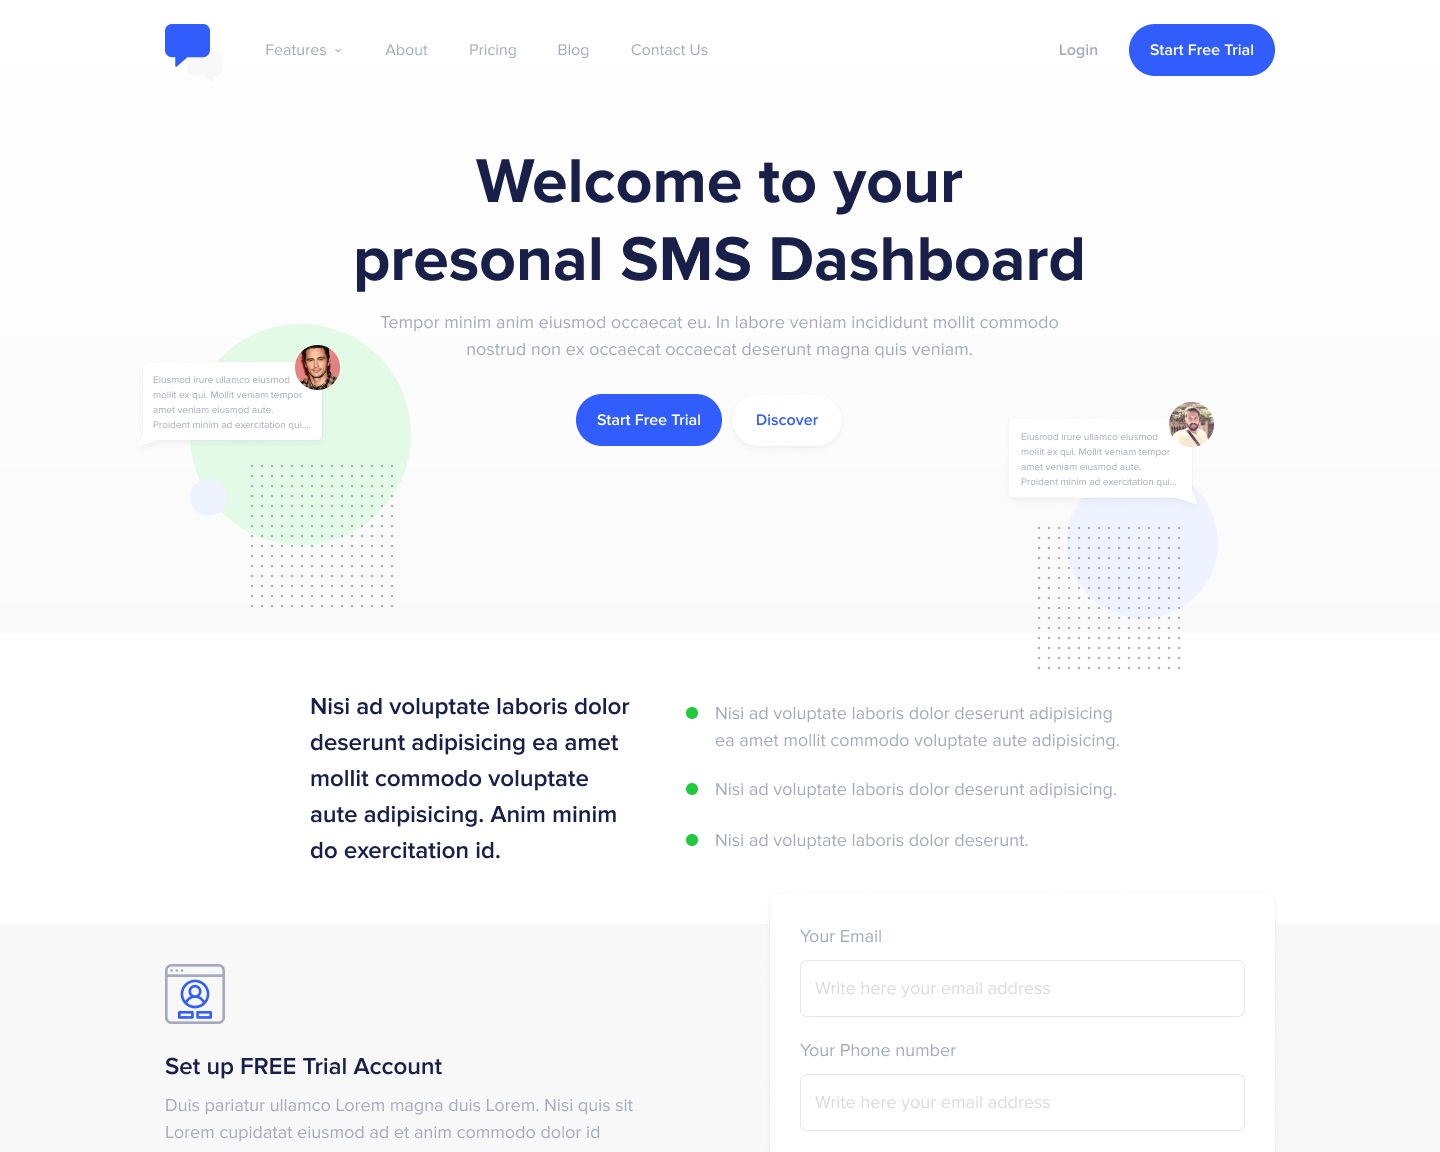 Features
About
Pricing
Blog
Contact Us
Login
Start Free Trial
Welcome to your
presonal SMS Dashboard
Tempor minim anim eiusmod occaecat eu. In labore veniam incididunt mollit commodo
nostrud non ex occaecat occaecat deserunt magna quis veniam.
Start Free Trial
Discover
Eiusmod irure ullamco eiusmod
mollit ex qui. Mollit veniam tempor
amet veniam eiusmod aute.
Proident minim ad exercitation qui...
Eiusmod irure ullamco eiusmod
mollit ex qui. Mollit veniam tempor
amet veniam eiusmod aute.
Proident minim ad exercitation qui...
Nisi ad voluptate laboris dolor
deserunt adipisicing ea amet
mollit commodo voluptate
aute adipisicing. Anim minim
do exercitation id.
Nisi ad voluptate laboris dolor deserunt adipisicing
ea amet mollit commodo voluptate aute adipisicing.
Nisi ad voluptate laboris dolor deserunt adipisicing.
Nisi ad voluptate laboris dolor deserunt.
Set up FREE Trial Account
Duis pariatur ullamco Lorem magna duis Lorem. Nisi quis sit
Lorem cupidatat eiusmod ad et anim commodo dolor id
Your Email
Write here your email address
Your Phone number
Write here your email address